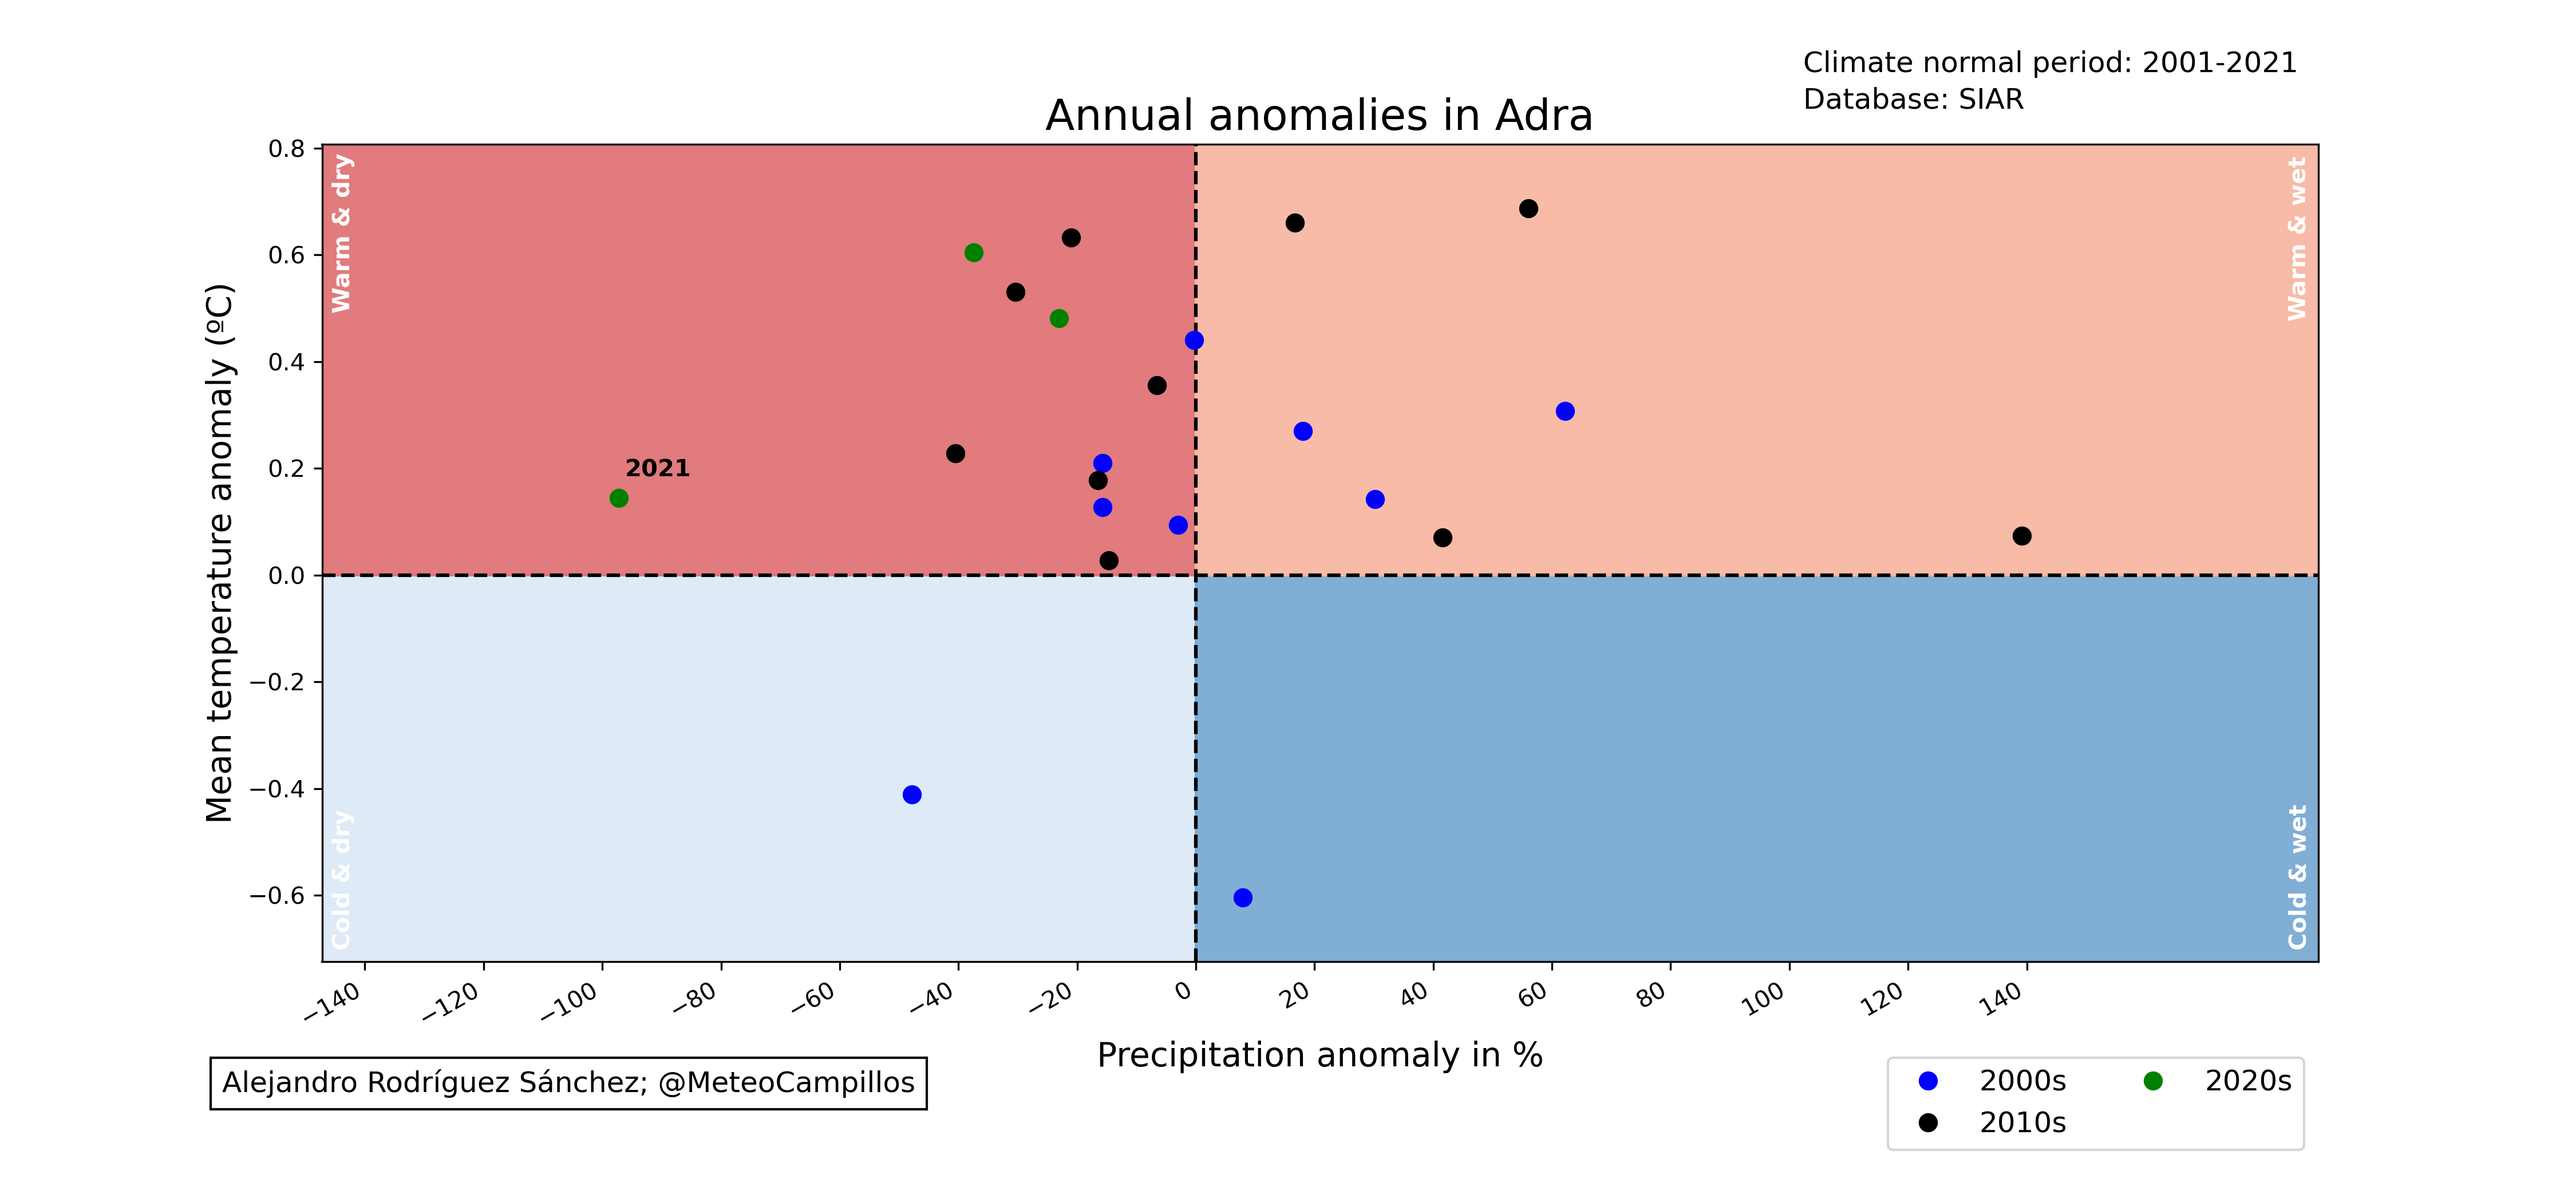 Climate normal period: 2001-2021
Database: SIAR
Annual anomalies in Adra
Mean temperature anomaly (ºC)
0.8
0.6
0.4
0.2
0.0
−0.2
−0.4
−0.6
Warm & dry
Warm & wet
2021
Cold & dry
Cold & wet
−140
−120
−100
−80
−60
−40
−20
0
20
40
60
80
100
120
140
Precipitation anomaly in %
Alejandro Rodríguez Sánchez; @MeteoCampillos
2000s
2010s
2020s